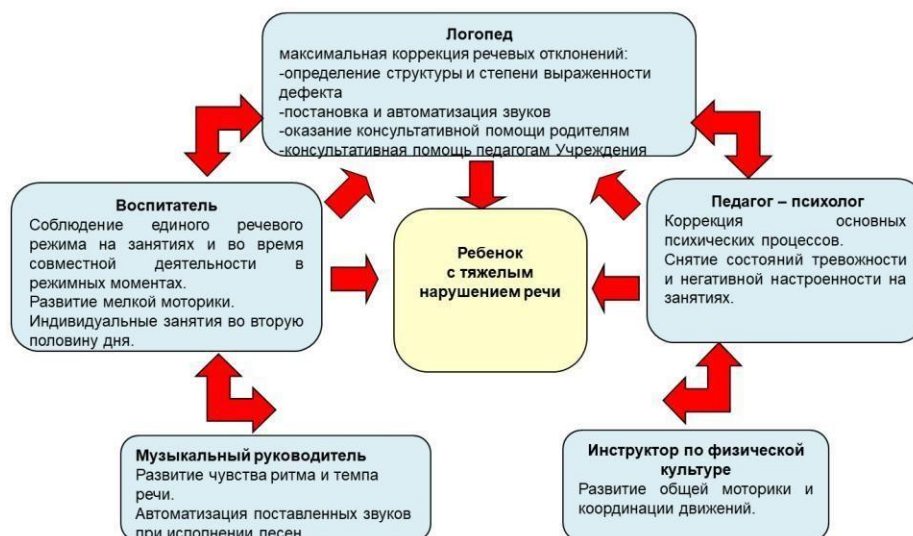 Логопед
максимальная коррекция речевых отклонений:
-определение структуры и степени выраженности
дефекта
-постановка и автоматизация звуков
-оказание консультативной помощи родителям
-консультативная помощь педагогам Учреждения
Воспитатель
Соблюдение единого речевого
режима на занятиях и во время
совместной деятельности в
режимных моментах.
Развитие мелкой моторики.
Индивидуальные занятия во вторую
половину дня.
Ребенок
с тяжелым
нарушением речи
Педагог – психолог
Коррекция основных
психических процессов.
Снятие состояний тревожности
и негативной настроенности на
занятиях.
Музыкальный руководитель
Развитие чувства ритма и темпа
речи.
Автоматизация поставленных звуков
при исполнении песен
Инструктор по физической
культуре
Развитие общей моторики и
координации движений.